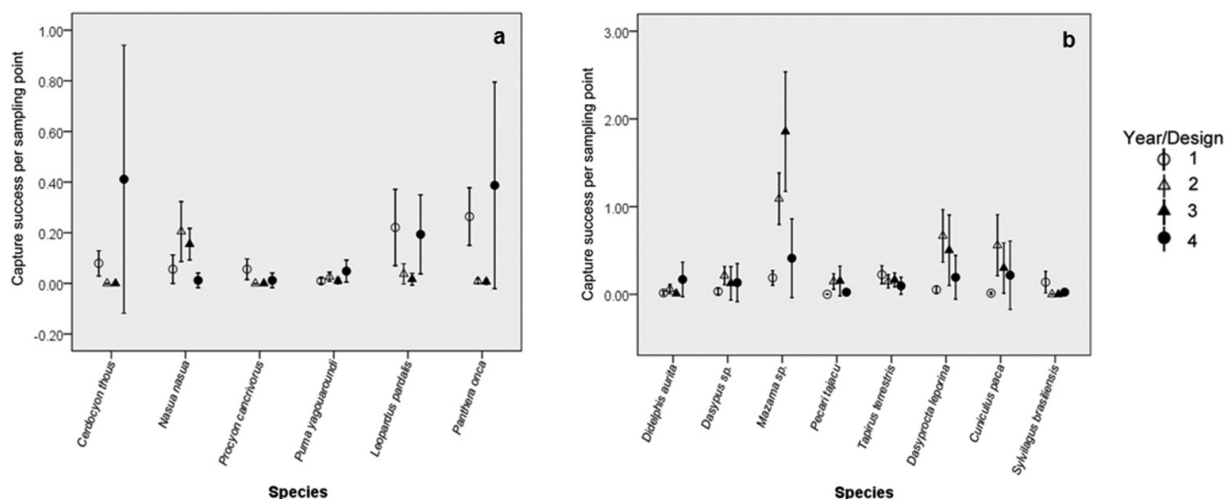 a
Capture success per sampling point
1.00
0.80
0.60
0.40
0.20
0.00
-0.20
Cerdocyon thous
Nasua nasua
Procyon cancrivorus
Puma yagouaroundi
Leopardus pardalis
Panthera onca
Species
b
Capture success per sampling point
3.00
2.00
1.00
0.00
Didelphis aurita
Dasypus sp.
Mazama sp.
Pecari tajacu
Tapirus terrestris
Dasyprocta leporina
Cuniculus paca
Sylvilagus brasiliensis
Species
Year/Design
1
2
3
4